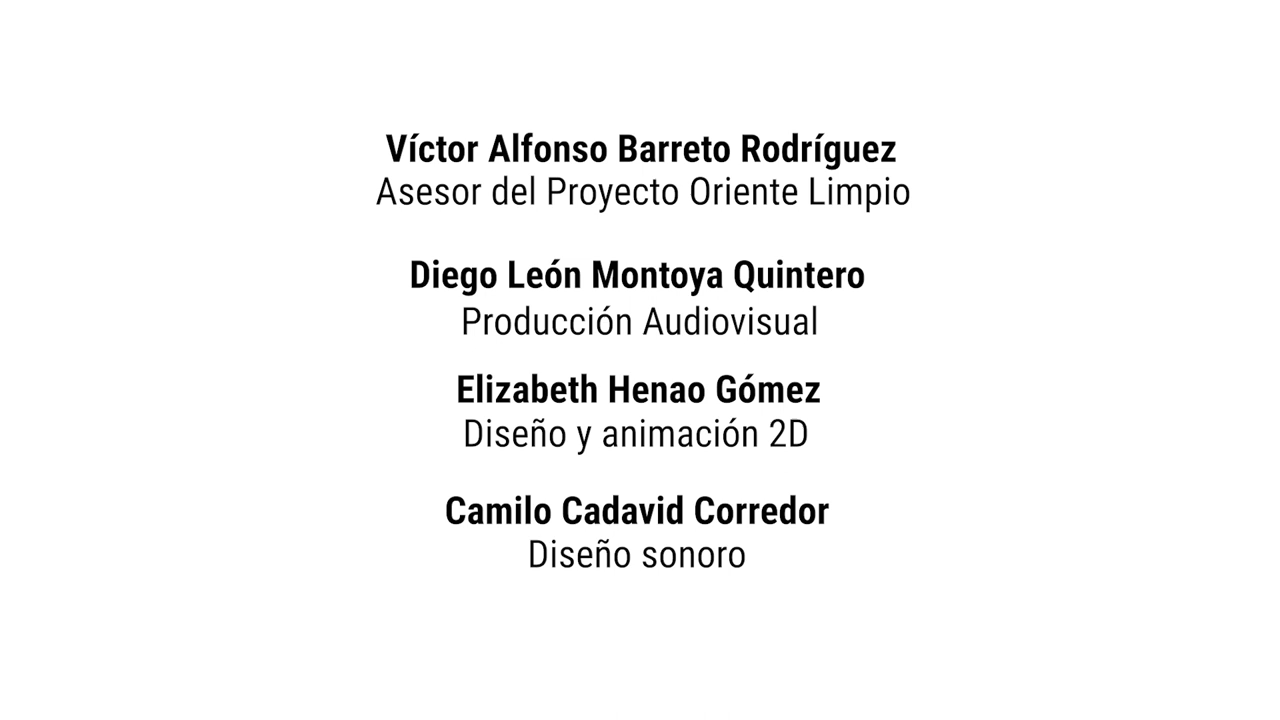 Víctor Alfonso Barreto Rodríguez
Asesor del Proyecto Oriente Limpio
Diego León Montoya Quintero
Producción Audiovisual
Elizabeth Henao Gómez
Diseño y animación 2D
Camilo Cadavid Corredor
Diseño sonoro